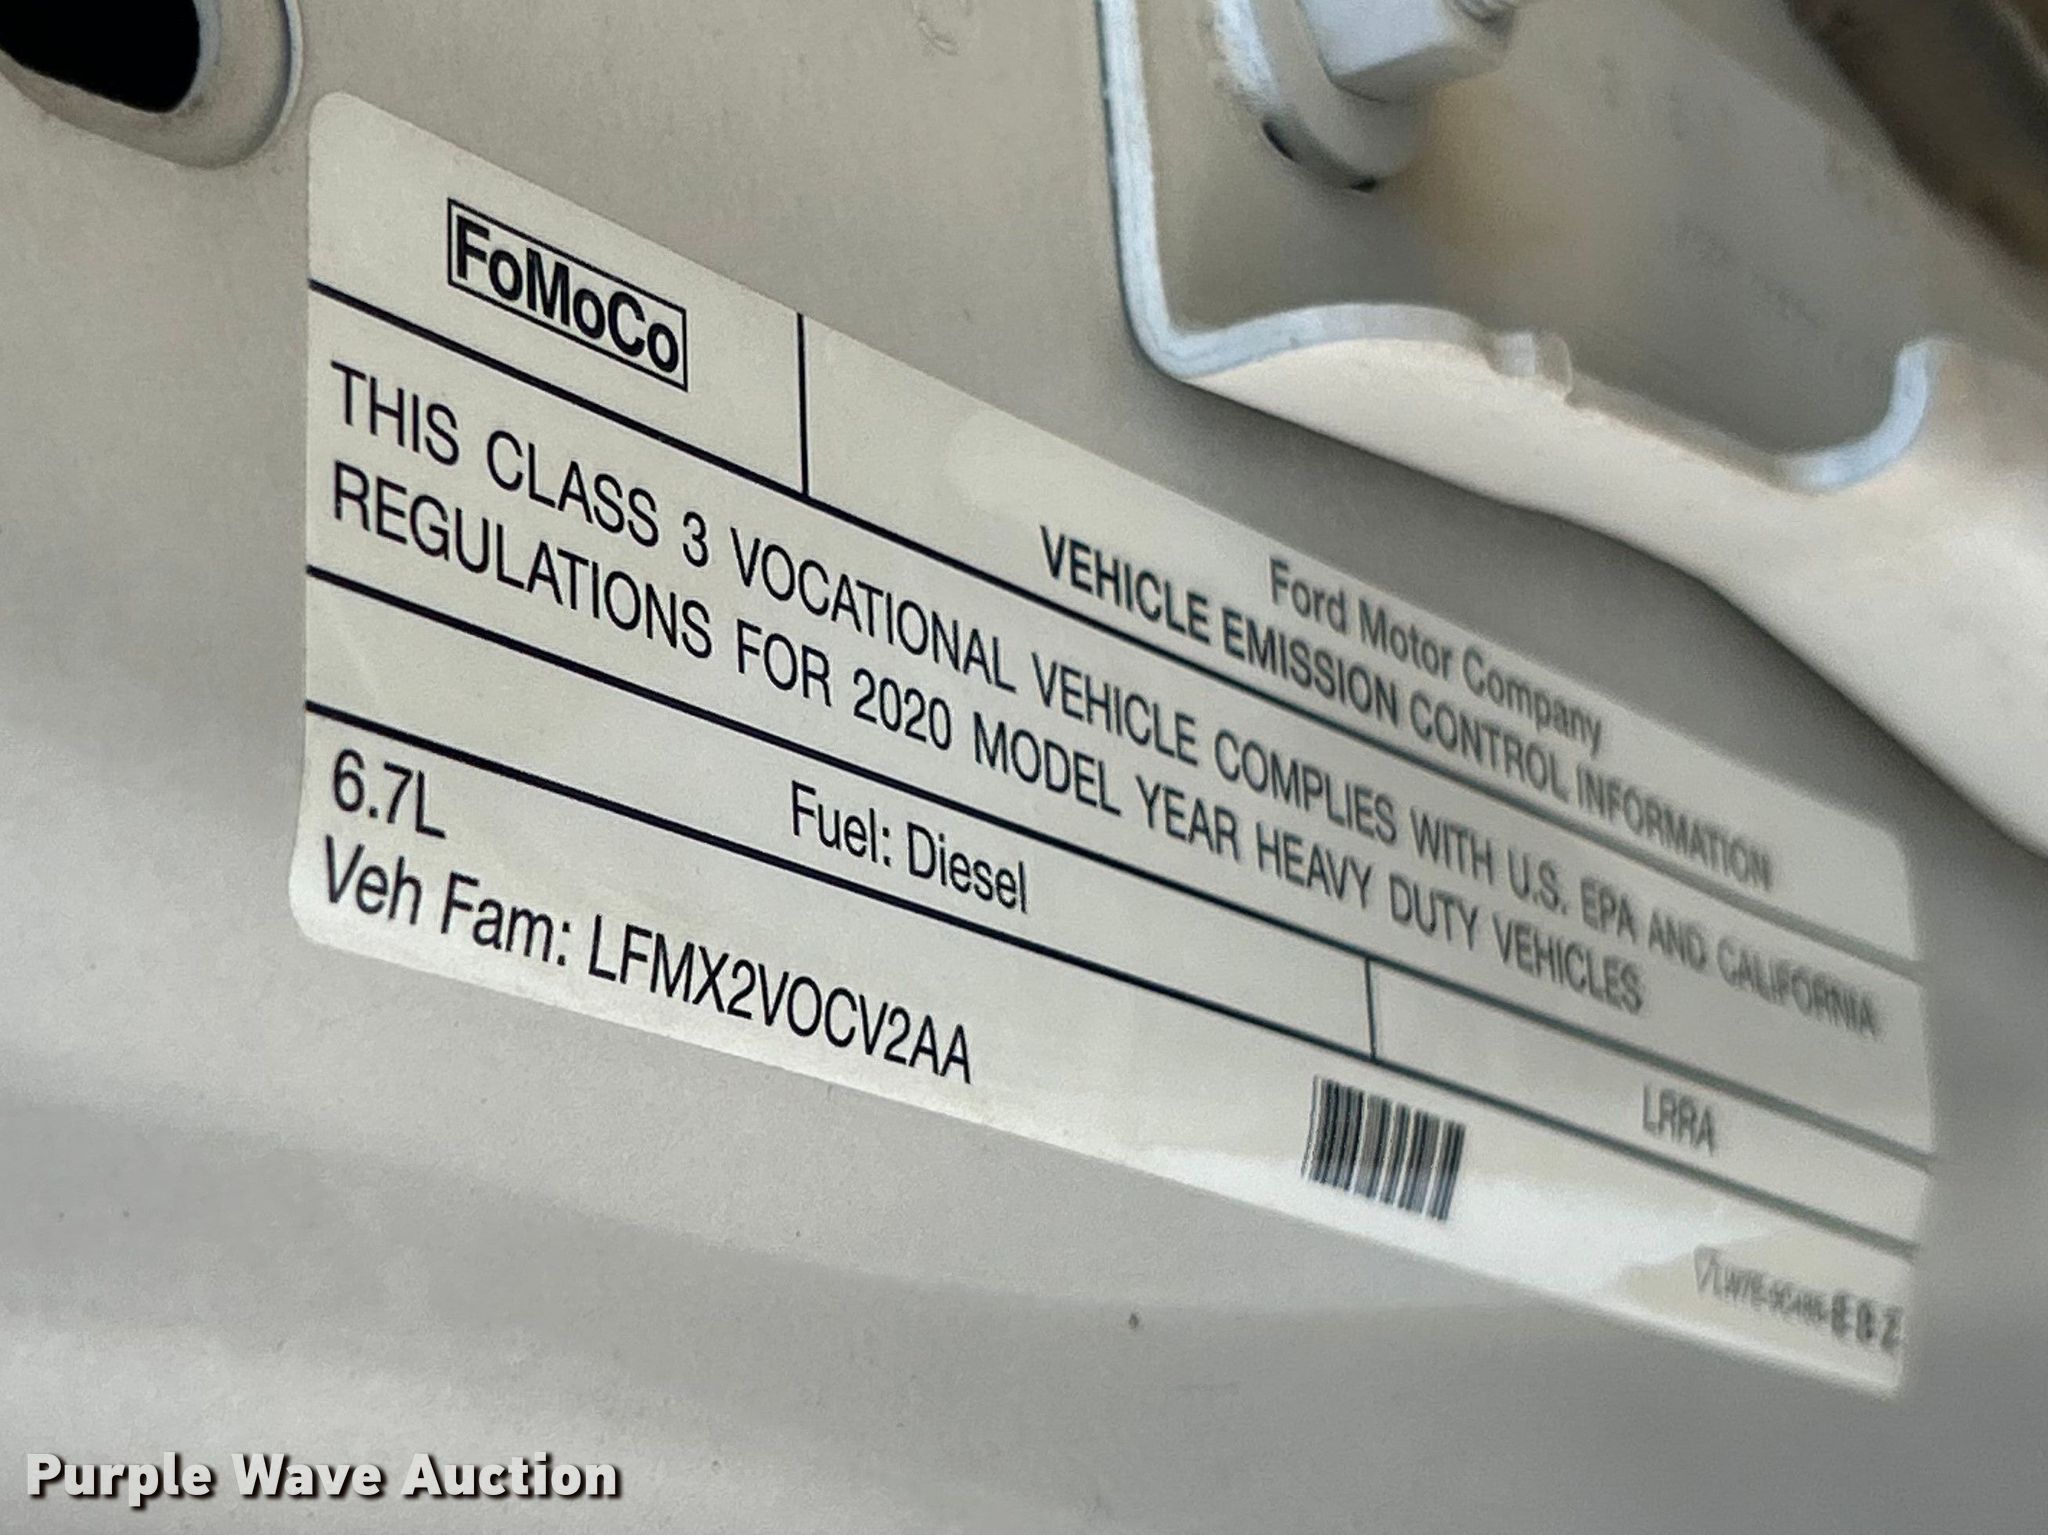 FoMoCo
Ford Motor Company
VEHICLE EMISSION CONTROL INFORMATION
THIS CLASS 3 VOCATIONAL VEHICLE COMPLIES WITH U.S. EPA AND CALIFORNIA
REGULATIONS FOR 2020 MODEL YEAR HEAVY DUTY VEHICLES
Fuel: Diesel
LRRA
6.7L
Veh Fam: LFMX2VOCV2AA
Purple Wave Auction